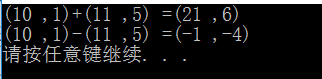 (10 ,1)+(11 ,5) =(21 ,6)
(10 ,1)-(11 ,5) =(-1 ,-4)
请按任意键继续. . .